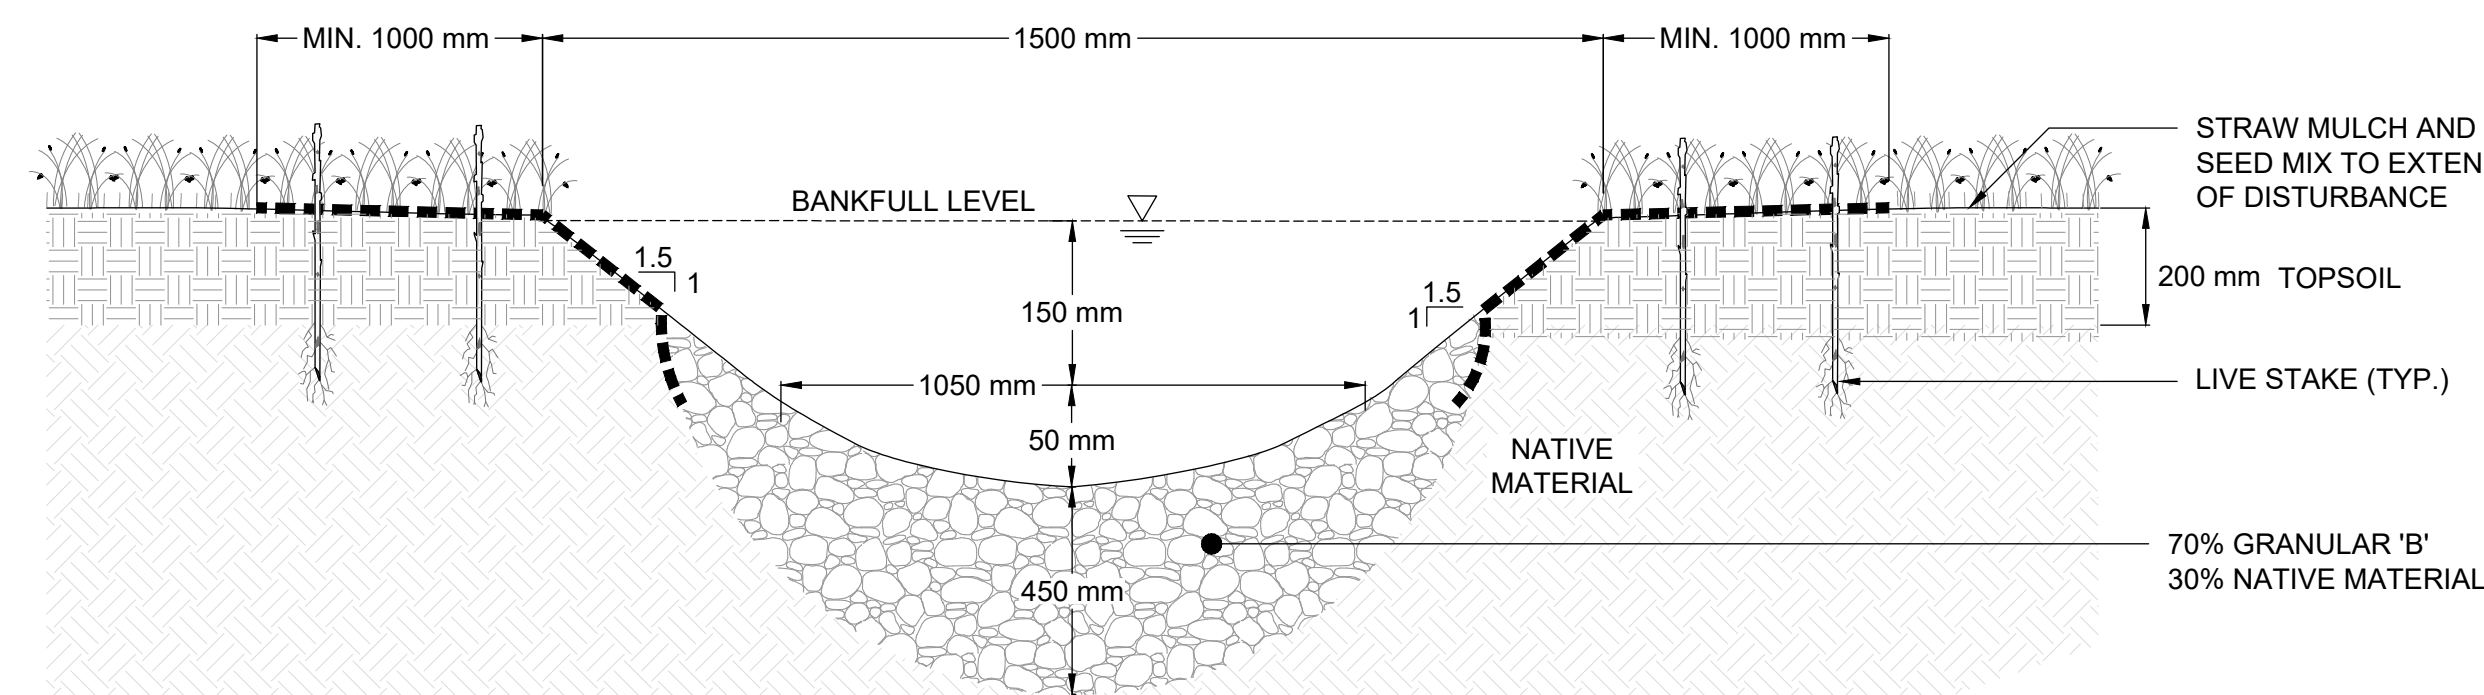 MIN. 1000 mm
1500 mm
MIN. 1000 mm
STRAW MULCH AND
SEED MIX TO EXTEN
OF DISTURBANCE
BANKFULL LEVEL
1.5
1
1.5
1
150 mm
200 mm TOPSOIL
1050 mm
LIVE STAKE (TYP.)
50 mm
NATIVE
MATERIAL
70% GRANULAR 'B'
30% NATIVE MATERIAL
450 mm